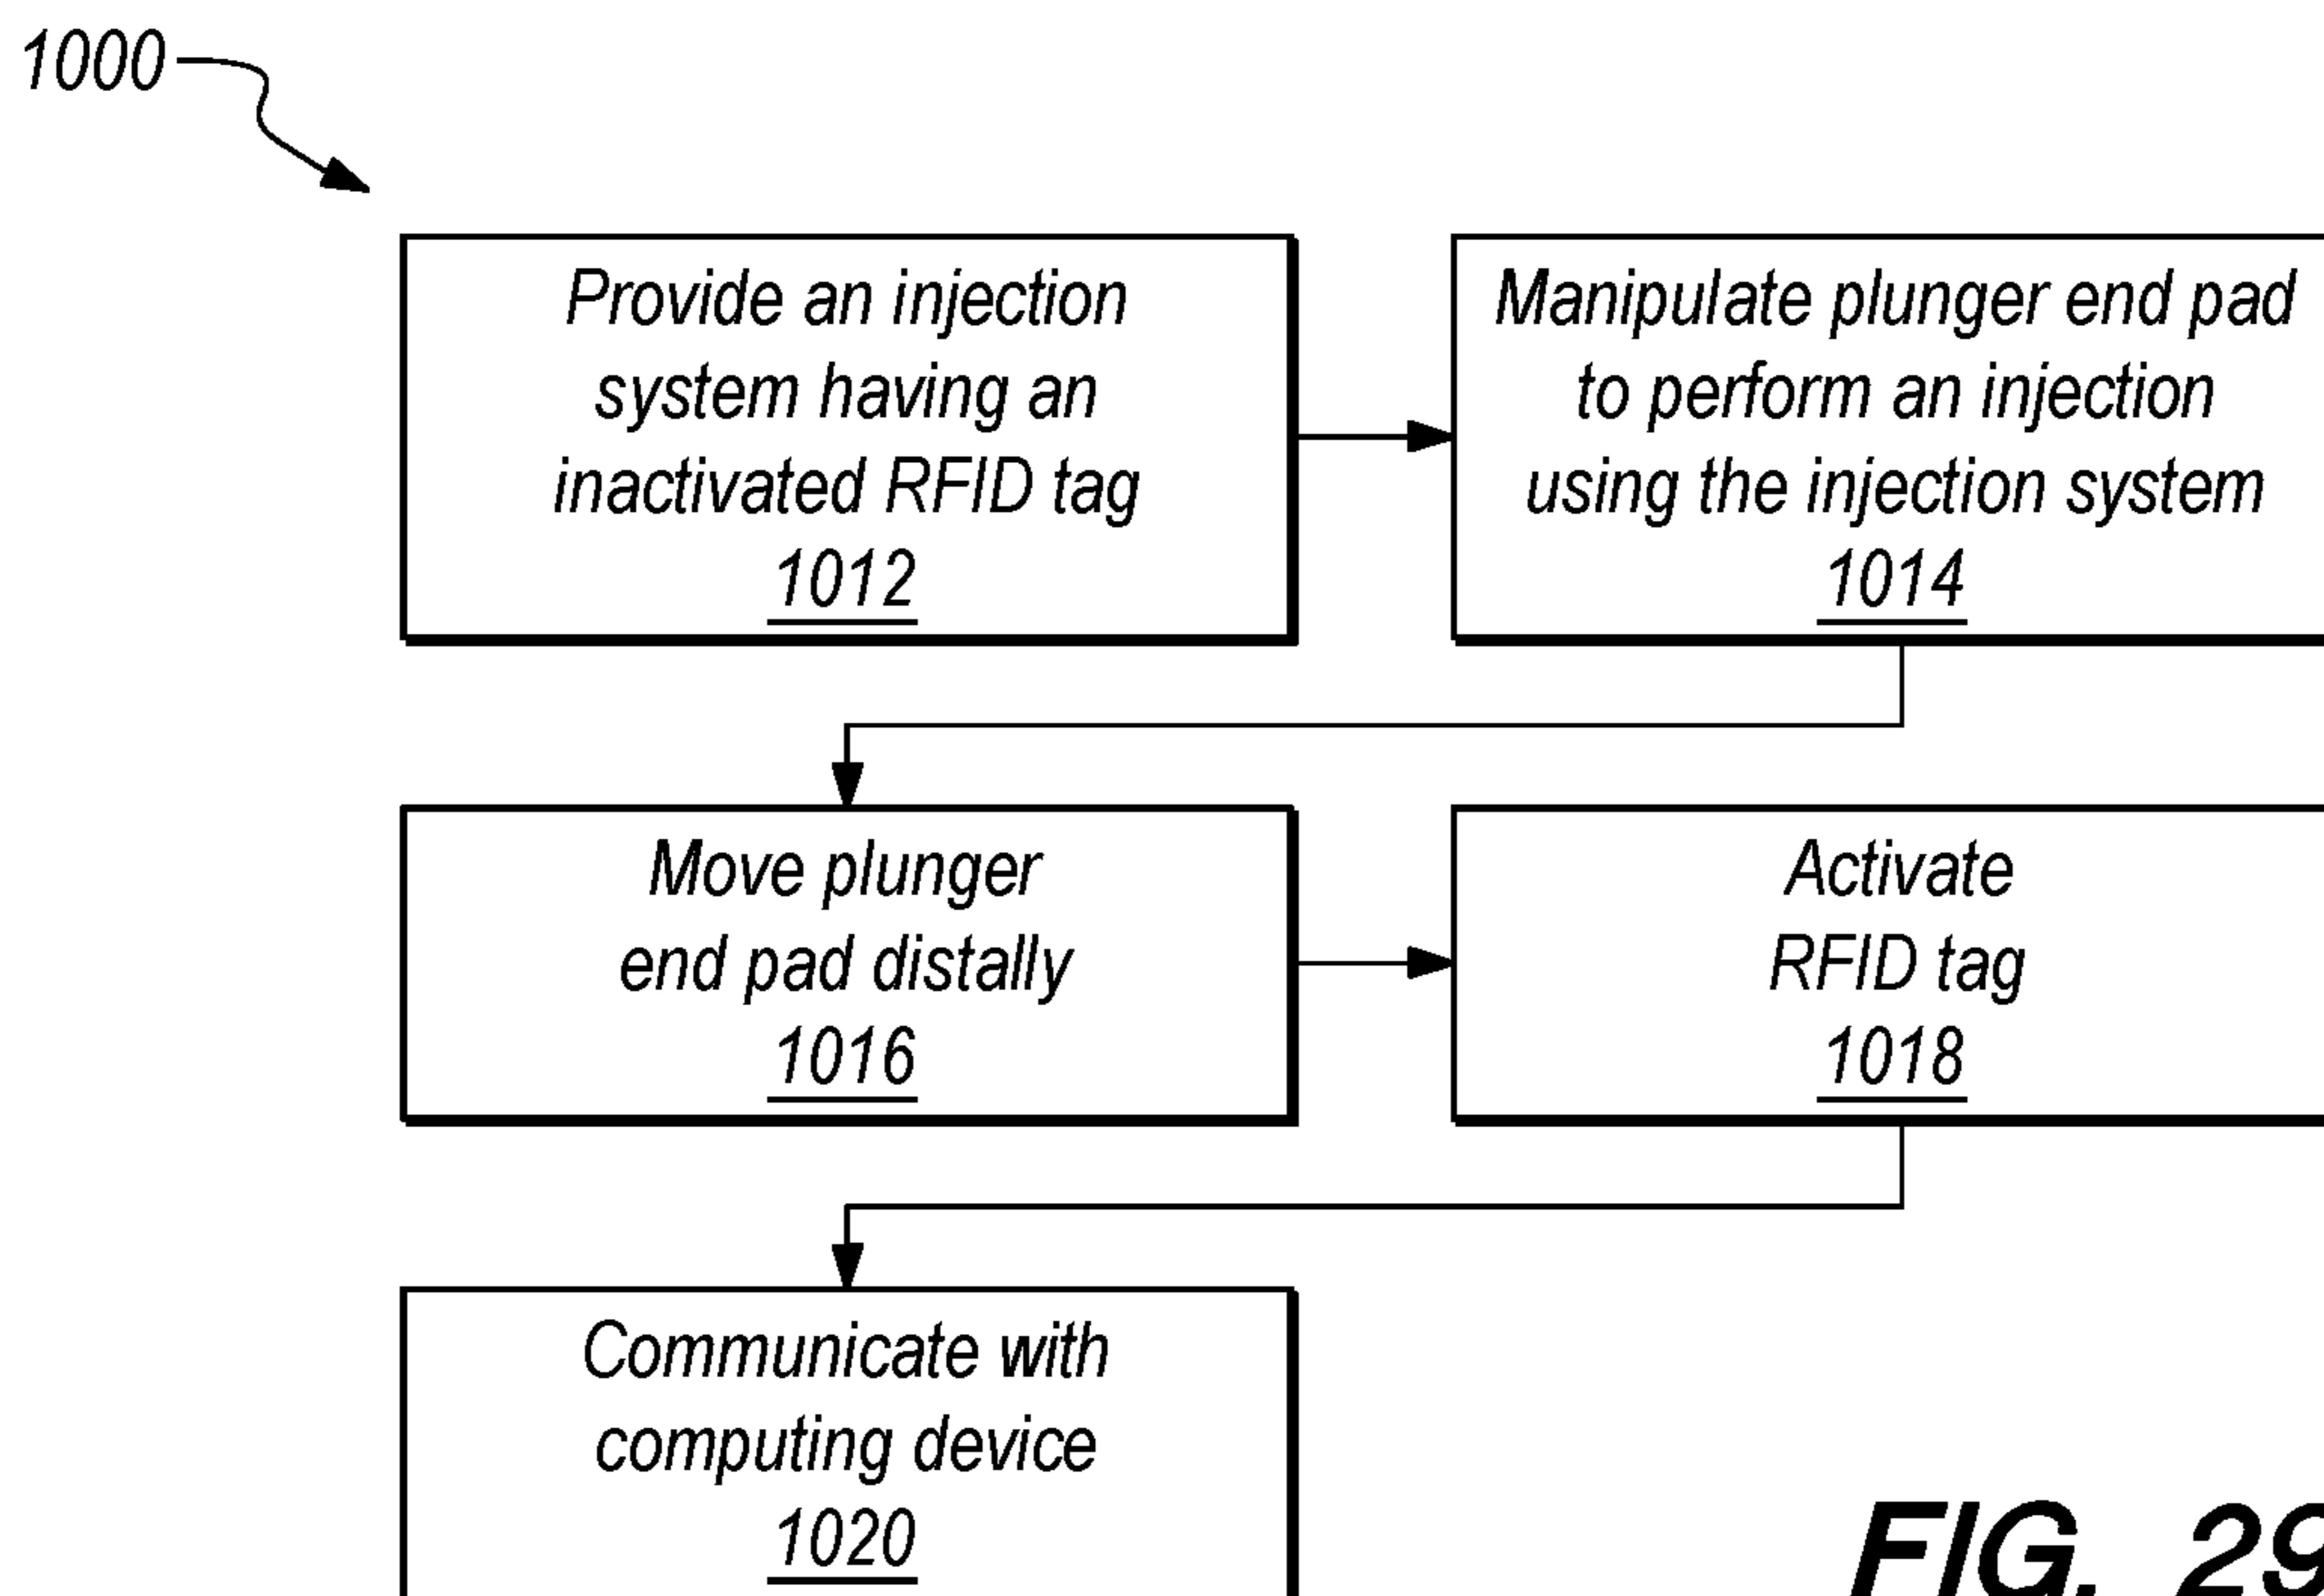 1000
Provide an injection
system having an
inactivated RFID tag
1012
Manipulate plunger end pad
to perform an injection
using the injection system
1014
Move plunger
end pad distally
1016
Activate
RFID tag
1018
Communicate with
computing device
1020
FIG. 29